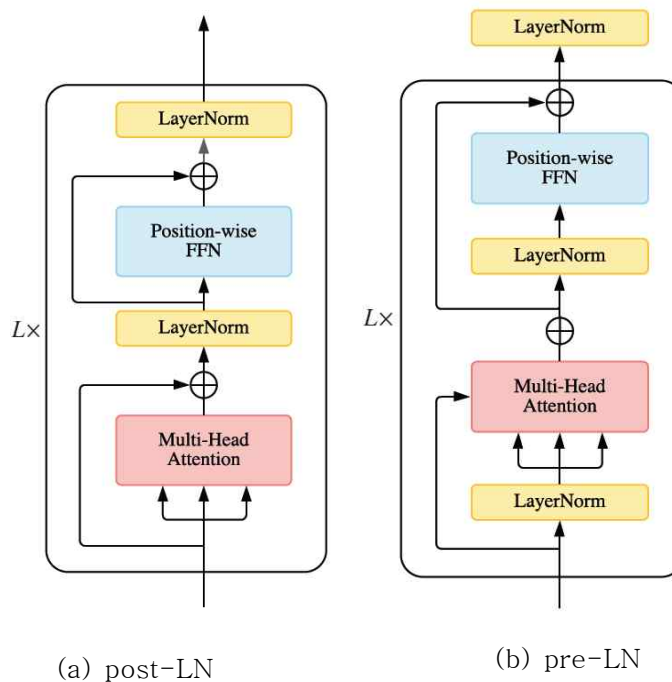 LayerNorm
Position-wise
FFN
LayerNorm
Multi-Head
Attention
L×
(a) post-LN
LayerNorm
Position-wise
FFN
LayerNorm
Multi-Head
Attention
LayerNorm
L×
(b) pre-LN